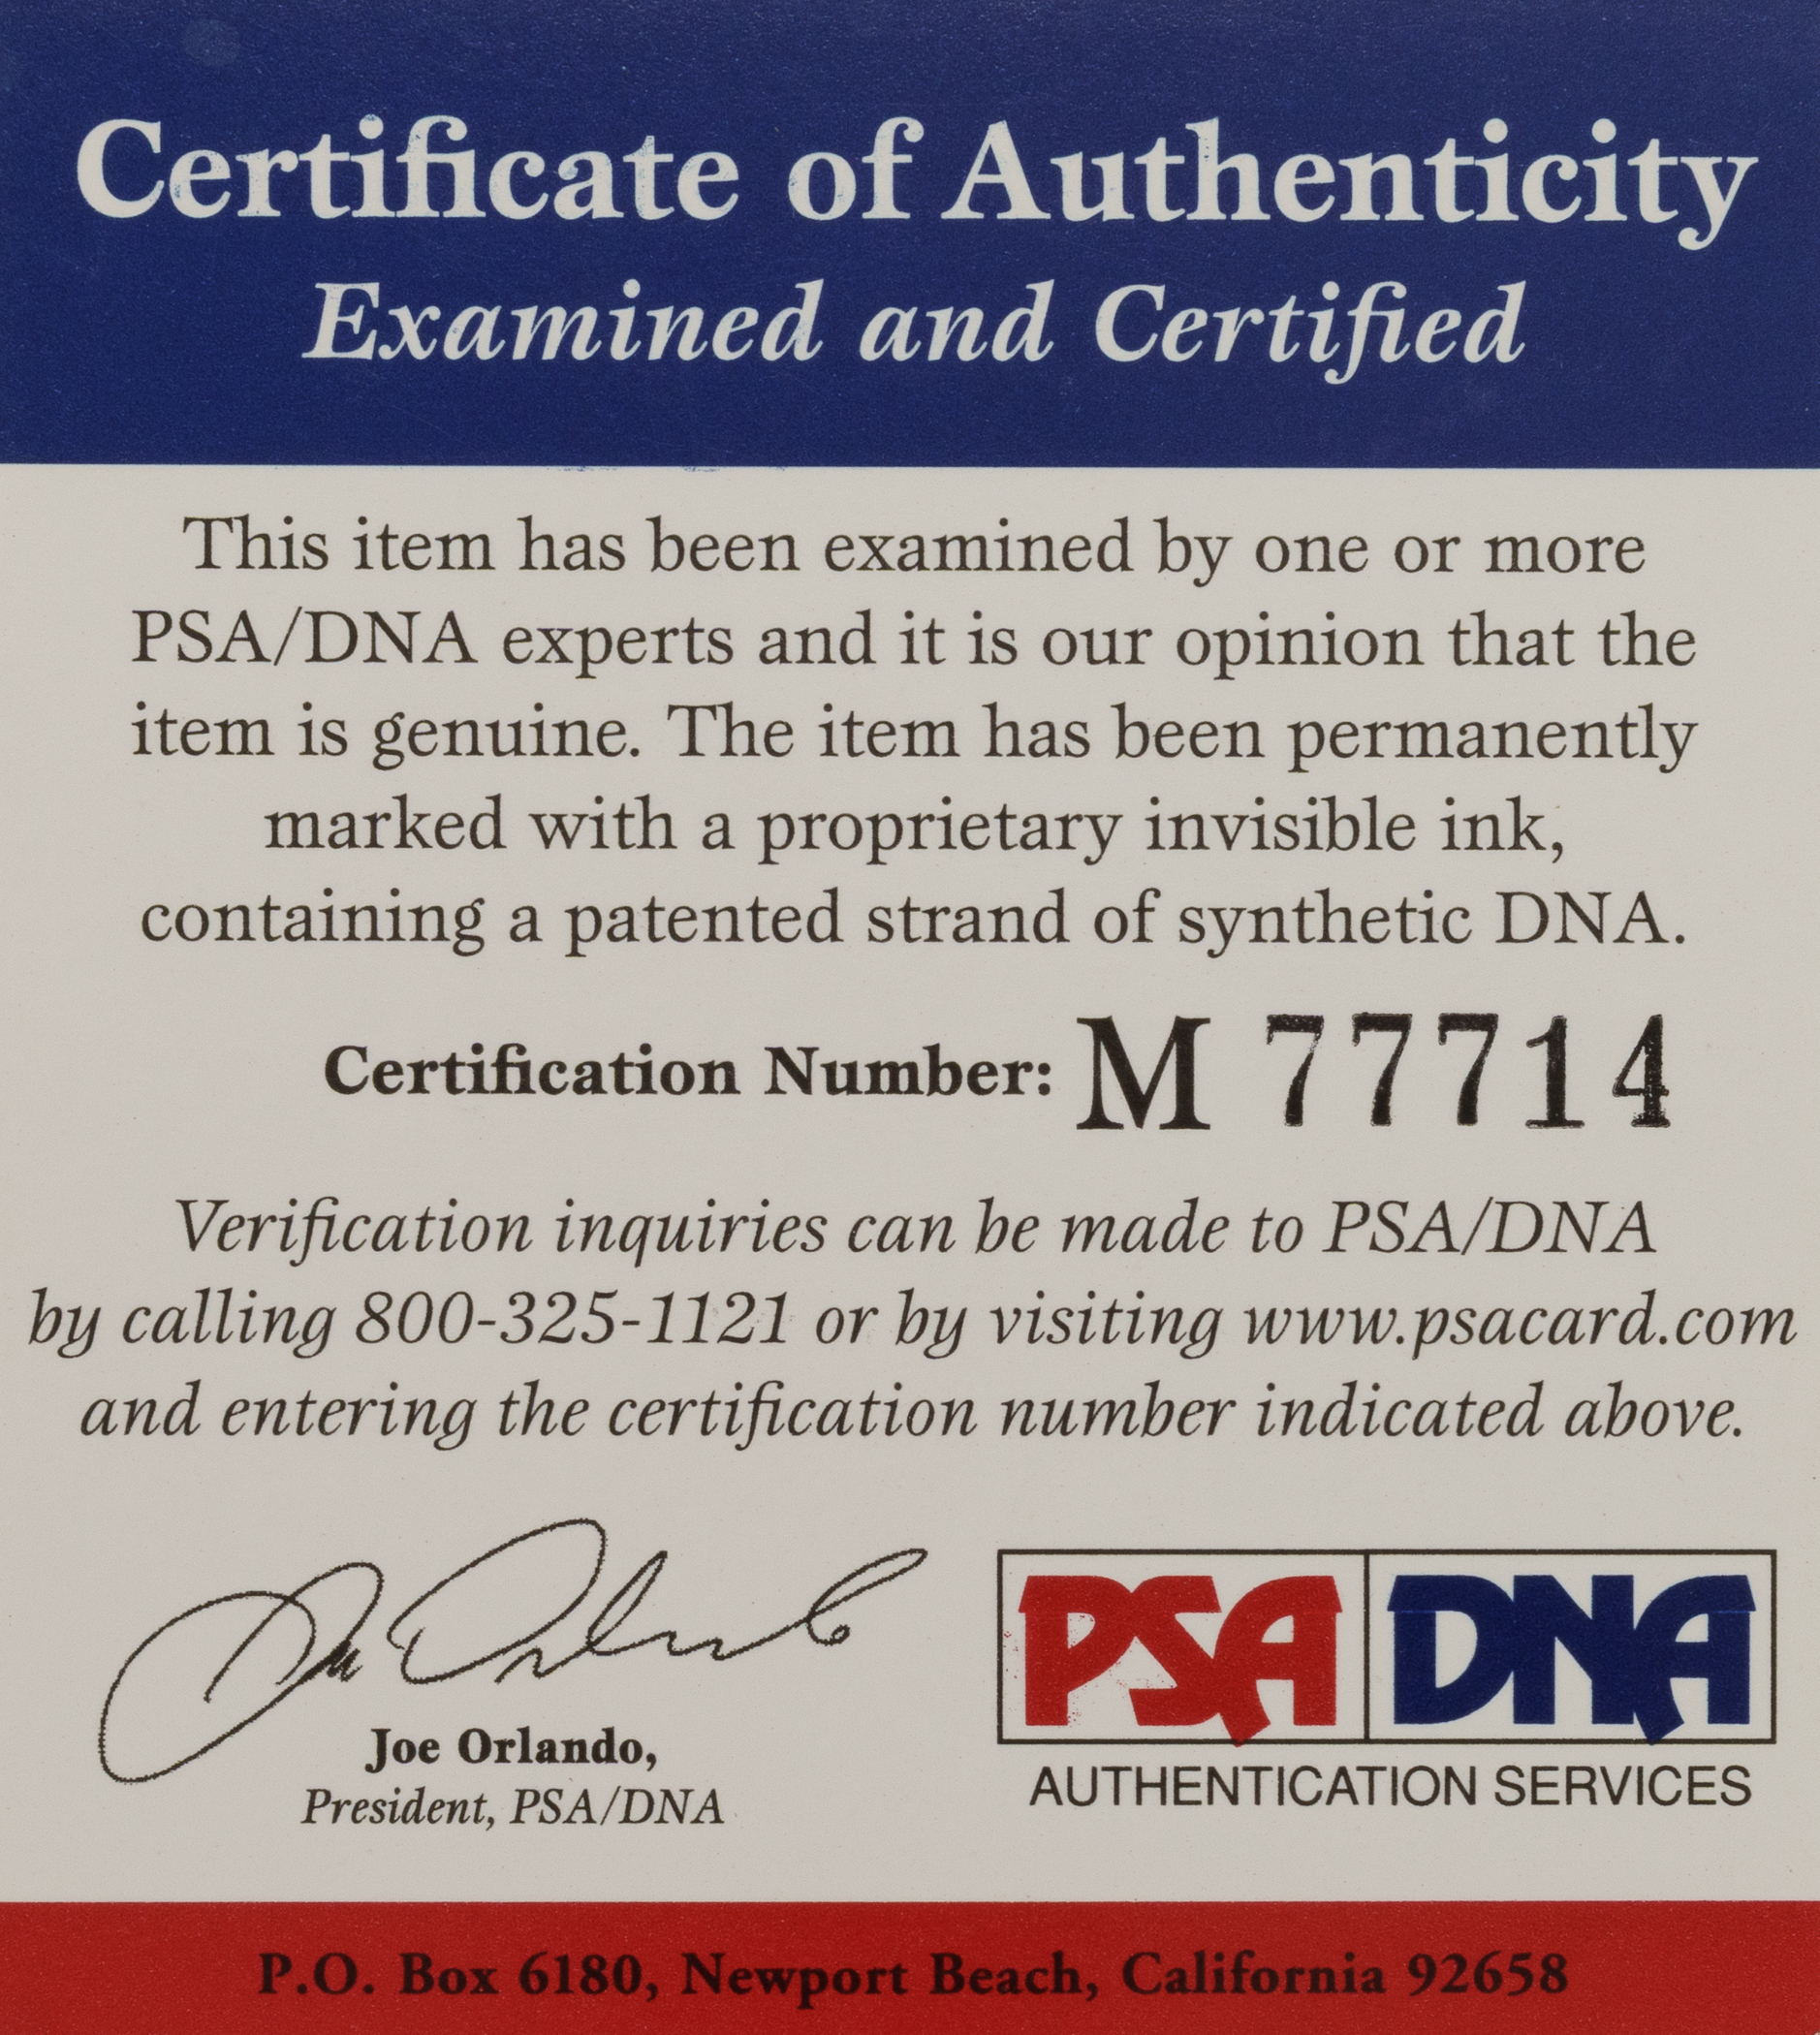 Certificate of Authenticity
Examined and Certified
This item has been examined by one or more
PSA/DNA experts and it is our opinion that the
item is genuine. The item has been permanently
marked with a proprietary invisible ink,
containing a patented strand of synthetic DNA.
Certification Number: M 77714
Verification inquiries can be made to PSA/DNA
by calling 800-325-1121 or by visiting www.psacard.com
and entering the certification number indicated above.
Joe Orlando
PSA DNA
Joe Orlando,
AUTHENTICATION SERVICES
President, PSA/DNA
P.O. Box 6180, Newport Beach, California 92658